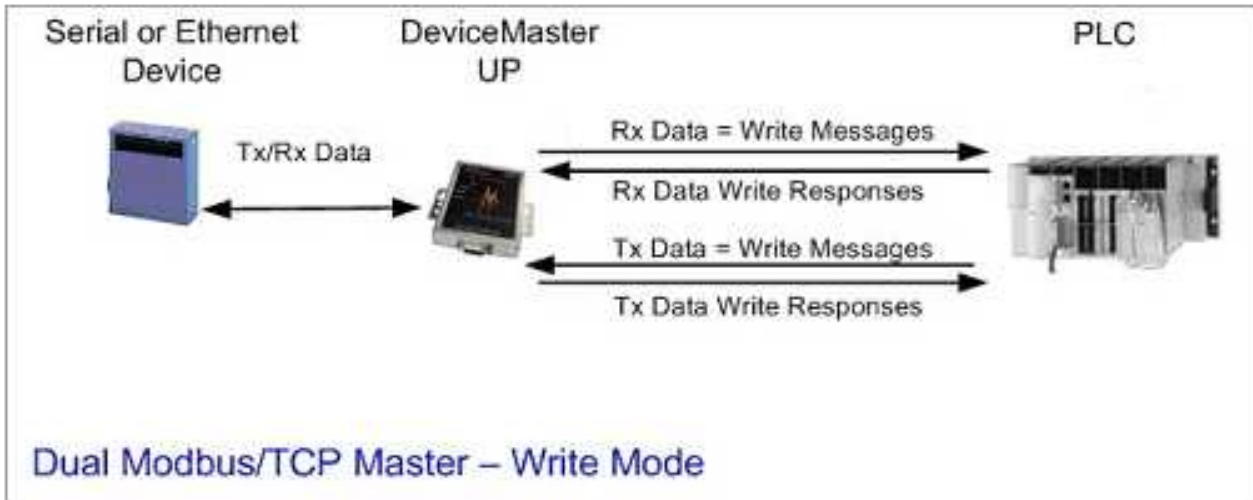 Serial or Ethernet
Device
DeviceMaster
UP
PLC
Tx/Rx Data
Rx Data = Write Messages
Rx Data Write Responses
Tx Data = Write Messages
Tx Data Write Responses
Dual Modbus/TCP Master – Write Mode